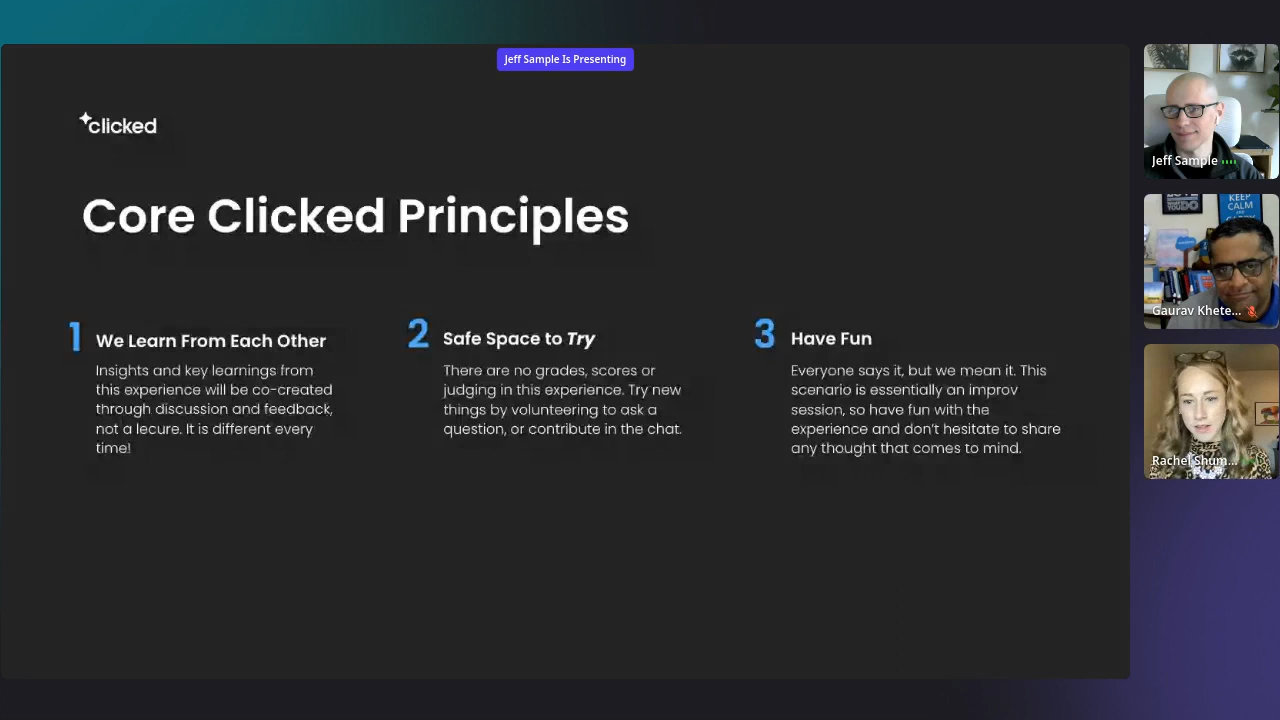 Jeff Sample Is Presenting
clicked
Core Clicked Principles
1 We Learn From Each Other
Insights and key learnings from
this experience will be co-created
through discussion and feedback,
not a lecure. It is different every
time!
2 Safe Space to Try
There are no grades, scores or
judging in this experience. Try new
things by volunteering to ask a
question, or contribute in the chat.
3 Have Fun
Everyone says it, but we mean it. This
scenario is essentially an improv
session, so have fun with the
experience and don't hesitate to share
any thought that comes to mind.
Jeff Sample
KEEP
CALM
AND
Gaurav Khete...
Rachel Shum...